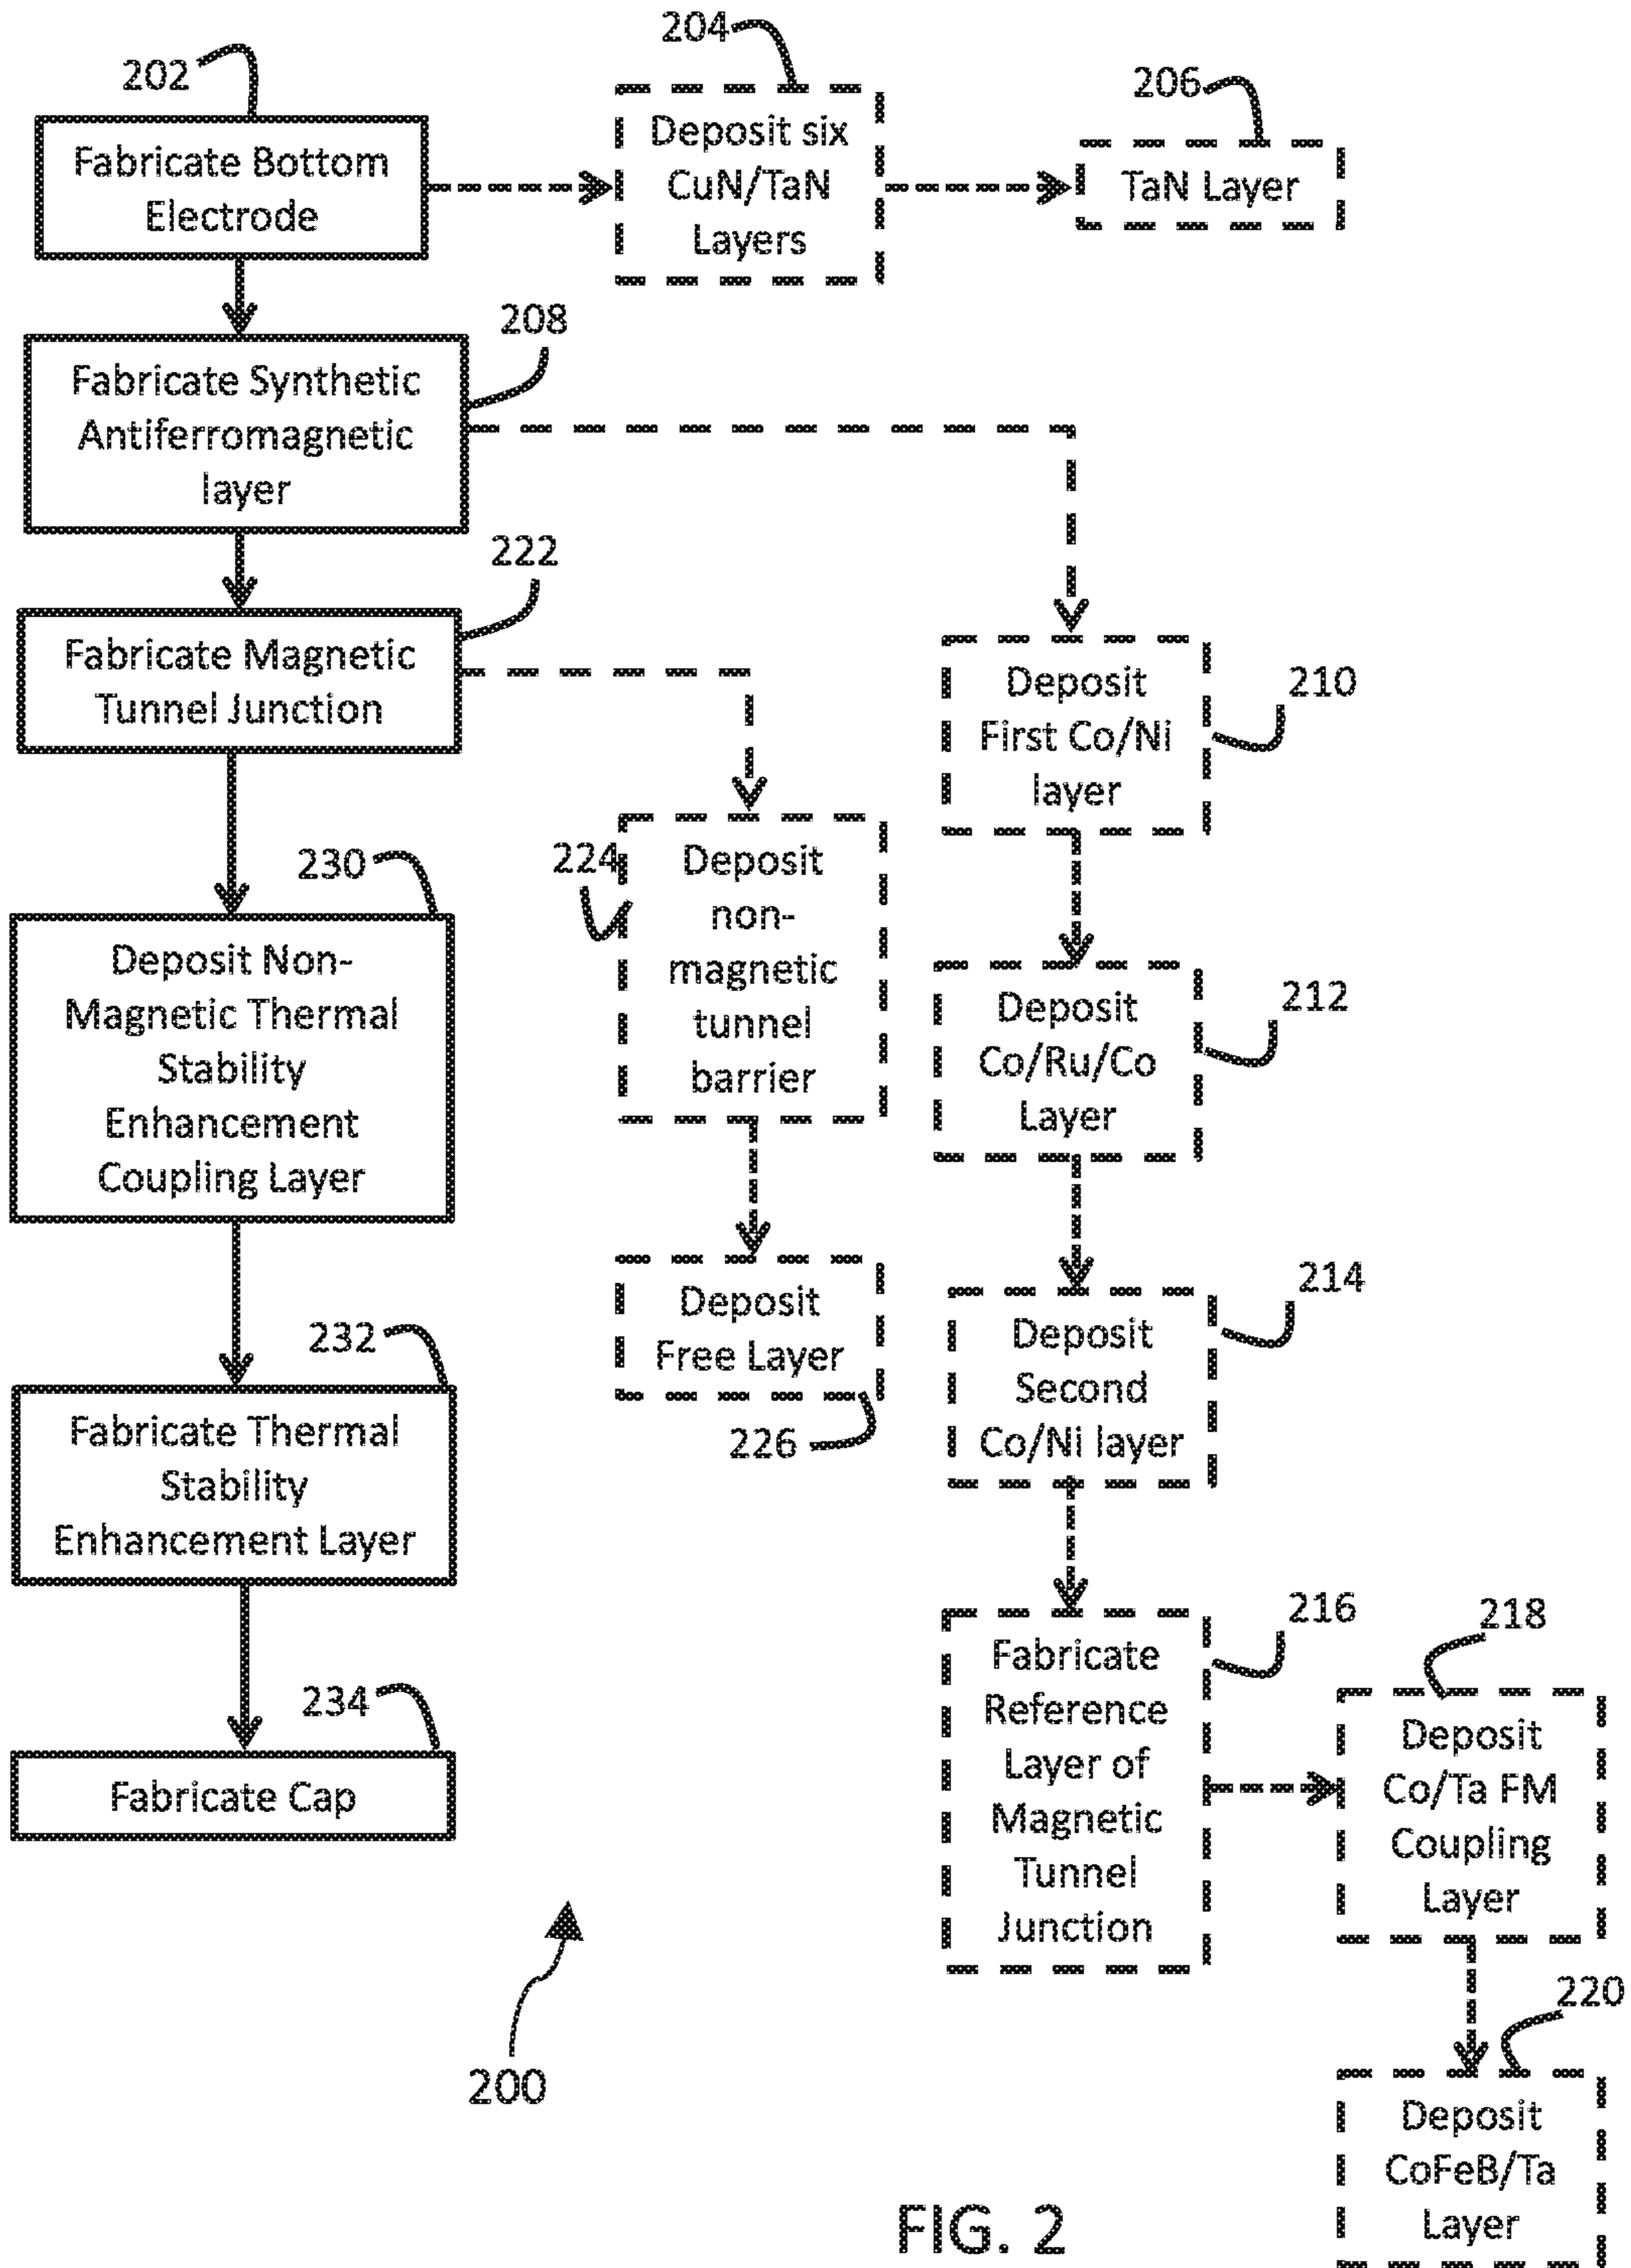 204
202
206
Fabricate Bottom
Electrode
Deposit six
CuN/TaN
Layers
TaN Layer
208
Fabricate Synthetic
Antiferromagnetic
layer
222
Fabricate Magnetic
Tunnel Junction
210
Deposit
First Co/Ni
layer
230
224
Deposit
non-
magnetic
tunnel
barrier
Deposit Non-
Magnetic Thermal
Stability
Enhancement
Coupling Layer
212
Deposit
Co/Ru/Co
Layer
214
Deposit
Second
Co/Ni layer
232
Deposit
Free Layer
226
Fabricate Thermal
Stability
Enhancement Layer
216
218
Fabricate
Reference
Layer of
Magnetic
Tunnel
Junction
Deposit
Co/Ta FM
Coupling
Layer
234
Fabricate Cap
220
200
Deposit
CoFeB/Ta
Layer
FIG. 2